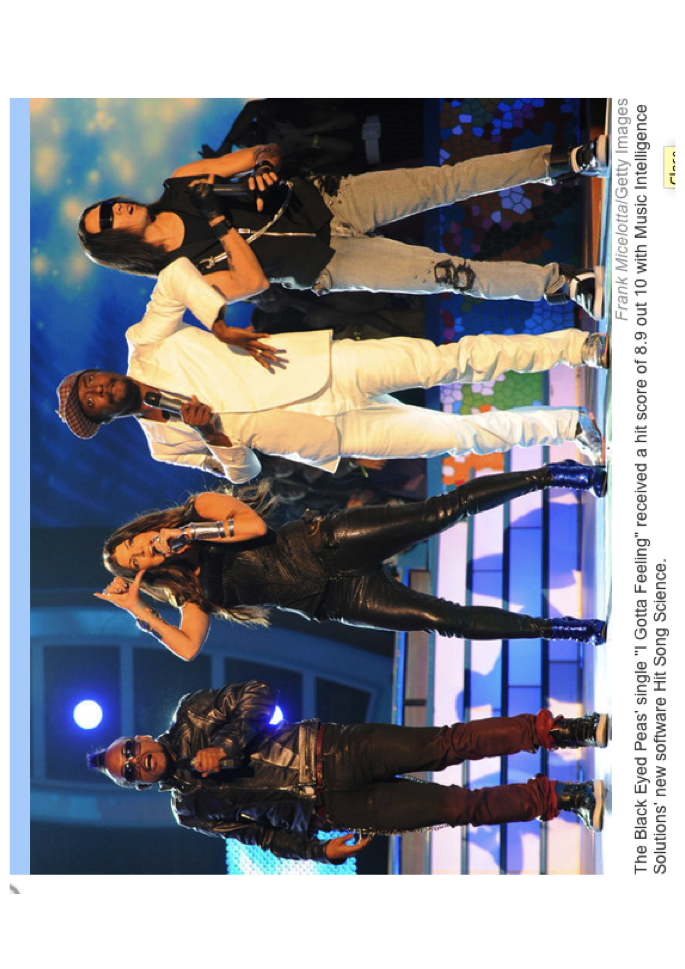 Frank Micelotta/Getty Images
The Black Eyed Peas' single "I Gotta Feeling" received a hit score of 8.9 out 10 with Music Intelligence
Solutions' new software Hit Song Science.